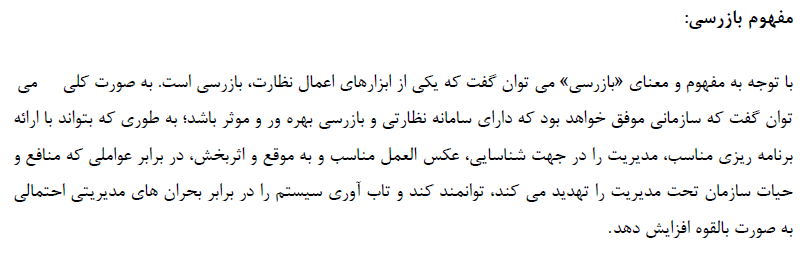 مفهوم بازرسی:
با توجه به مفهوم و معنای «بازرسی» می توان گفت که یکی از ابزارهای اعمال نظارت، بازرسی است. به صورت کلی می
توان گفت که سازمانی موفق خواهد بود که دارای سامانه نظارتی و بازرسی بهره ور و موثر باشد؛ به طوری که بتواند با ارائه
برنامه ریزی مناسب، مدیریت را در جهت شناسایی، عکس العمل مناسب و به موقع و اثربخش، در برابر عواملی که منافع و
حیات سازمان تحت مدیریت را تهدید می کند، توانمند کند و تاب آوری سیستم را در برابر بحران های مدیریتی احتمالی
به صورت بالقوه افزایش دهد.